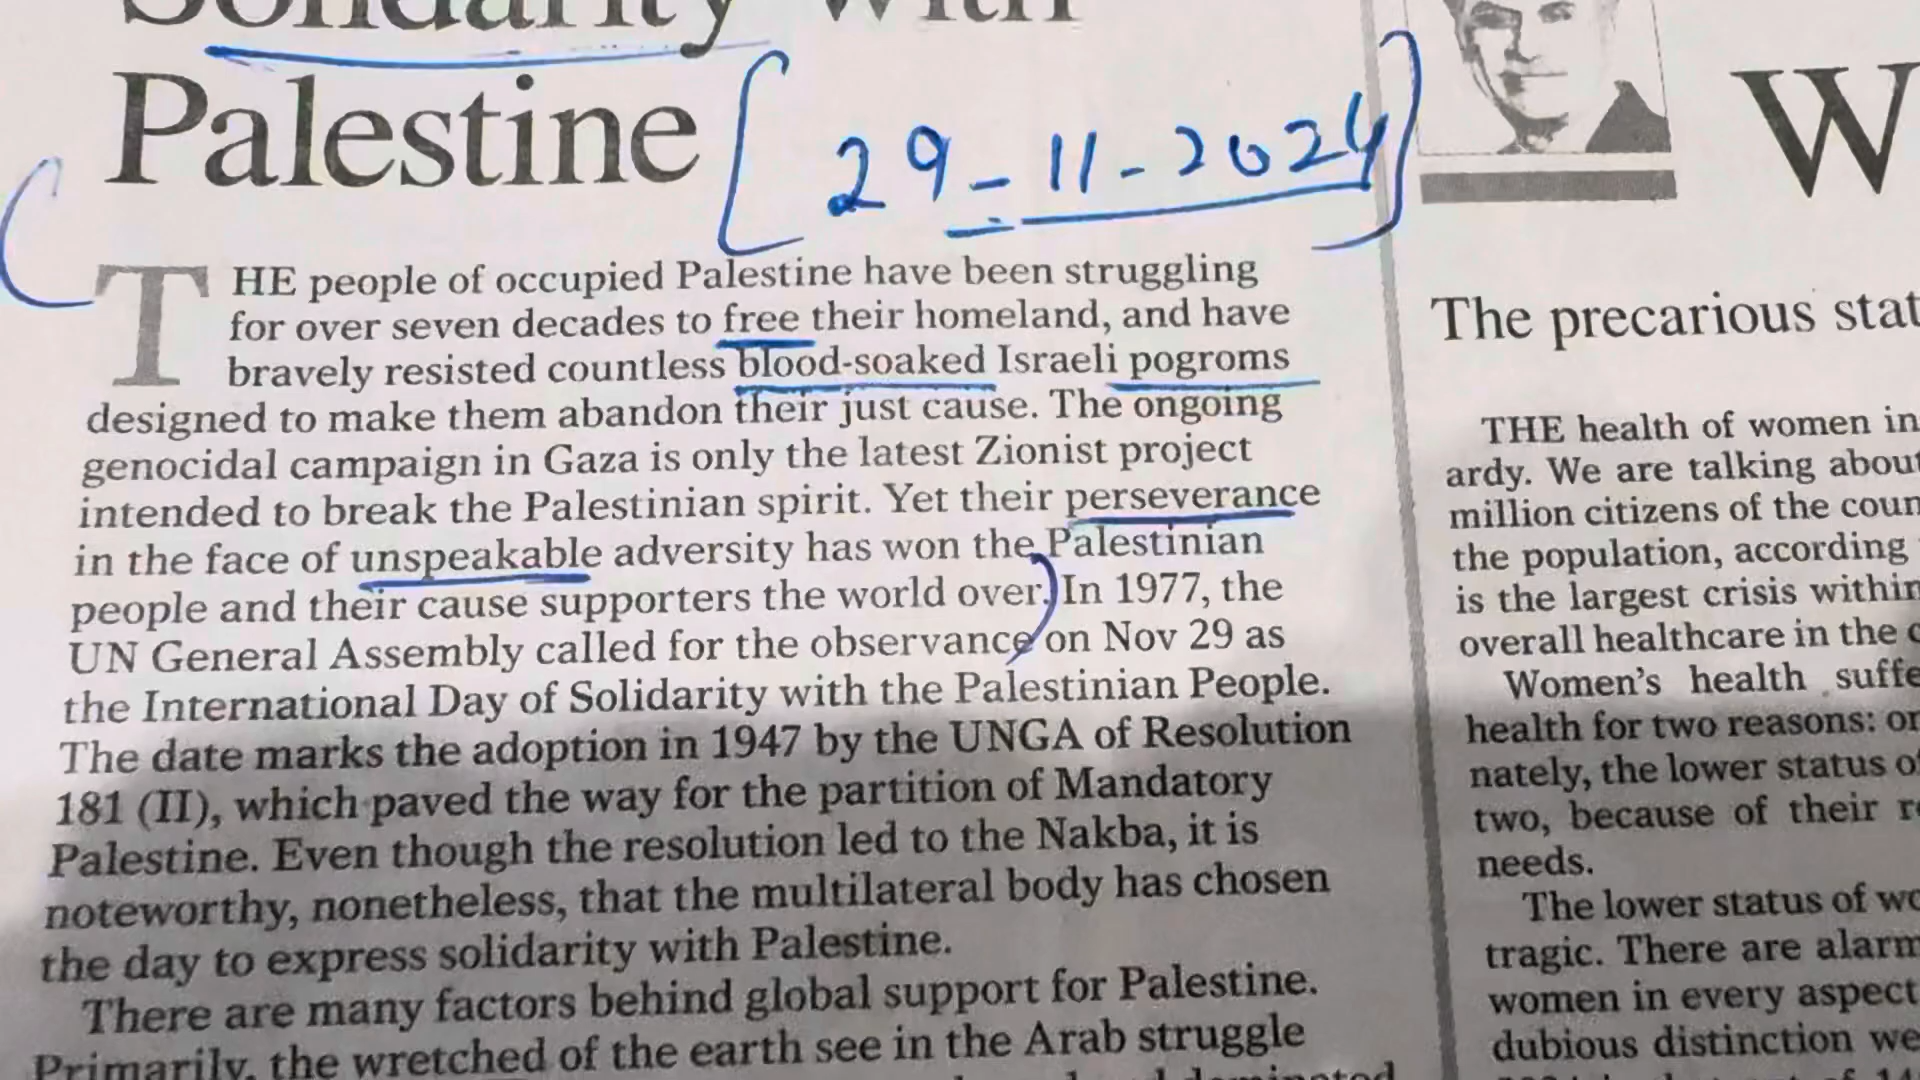 Solidarity with
Palestine
[29-11-2024]
THE people of occupied Palestine have been struggling
for over seven decades to free their homeland, and have
bravely resisted countless blood-soaked Israeli pogroms
designed to make them abandon their just cause. The ongoing
genocidal campaign in Gaza is only the latest Zionist project
intended to break the Palestinian spirit. Yet their perseverance
in the face of unspeakable adversity has won the Palestinian
people and their cause supporters the world over. In 1977, the
UN General Assembly called for the observance on Nov 29 as
the International Day of Solidarity with the Palestinian People.
The date marks the adoption in 1947 by the UNGA of Resolution
181 (II), which paved the way for the partition of Mandatory
Palestine. Even though the resolution led to the Nakba, it is
noteworthy, nonetheless, that the multilateral body has chosen
the day to express solidarity with Palestine.
There are many factors behind global support for Palestine.
Primarily, the wretched of the earth see in the Arab struggle
W
The precarious stat
THE health of women in
ardy. We are talking about
million citizens of the coun
the population, according
is the largest crisis within
overall healthcare in the
Women's health suffe
health for two reasons: or
nately, the lower status of
two, because of their re
needs.
The lower status of wo
tragic. There are alarm
women in every aspect
dubious distinction we